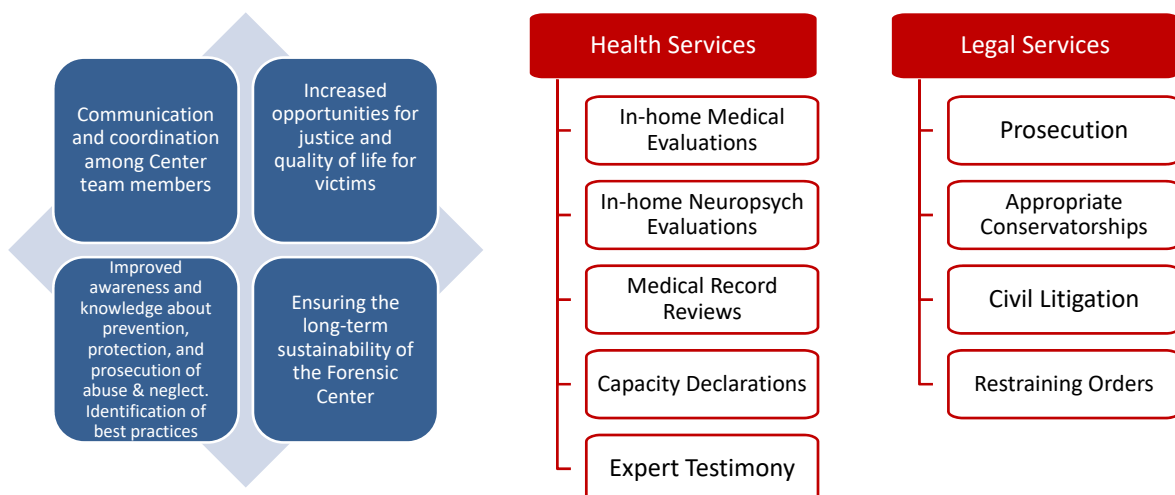 Communication
and coordination
among Center
team members
Increased
opportunities for
justice and
quality of life for
victims
Improved
awareness and
knowledge about
prevention,
protection, and
prosecution of
abuse & neglect.
Identification of
best practices
Ensuring the
long-term
sustainability of
the Forensic
Center
Health Services
In-home Medical
Evaluations
In-home Neuropsych
Evaluations
Medical Record
Reviews
Capacity Declarations
Expert Testimony
Legal Services
Prosecution
Appropriate
Conservatorships
Civil Litigation
Restraining Orders